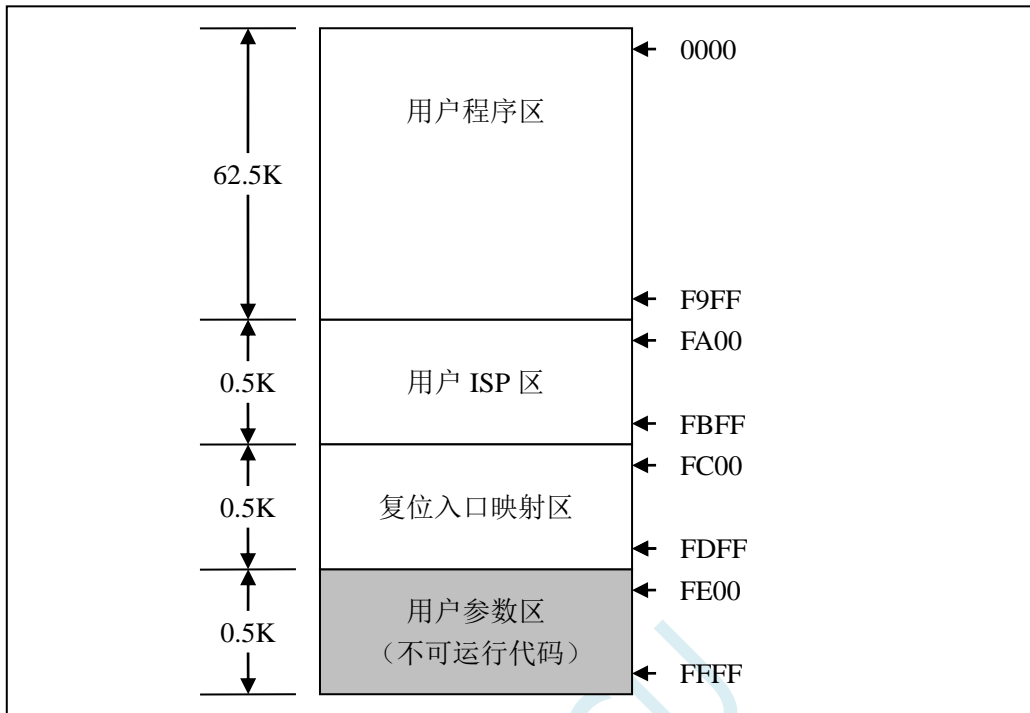 0000
用户程序区
62.5K
F9FF
FA00
用户 ISP 区
0.5K
FBFF
FC00
复位入口映射区
0.5K
FDFF
FE00
用户参数区
0.5K
（不可运行代码）
FFFF